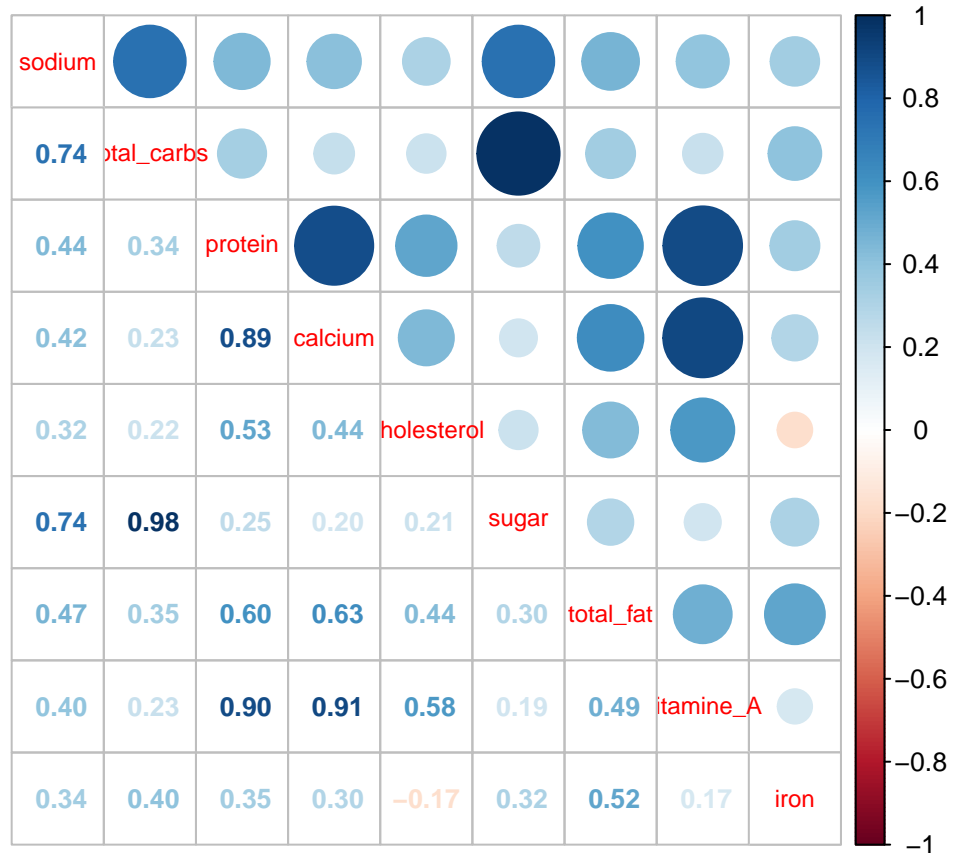 sodium
0.74 otal_carbs
0.44 0.34 protein
0.42 0.23 0.89 calcium
0.32 0.22 0.53 0.44 holesterol
0.74 0.98 0.25 0.20 0.21 sugar
0.47 0.35 0.60 0.63 0.44 0.30 total_fat
0.40 0.23 0.90 0.91 0.58 0.19 0.49 itamine_A
0.34 0.40 0.35 0.30 −0.17 0.32 0.52 0.17 iron
1
0.8
0.6
0.4
0.2
0
−0.2
−0.4
−0.6
−0.8
−1